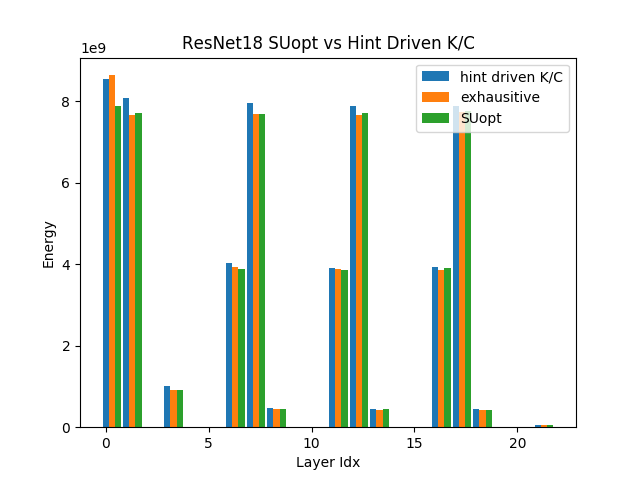 ResNet18 SUopt vs Hint Driven K/C
1e9
hint driven K/C
exhausitive
SUopt
8
6
4
2
0
Energy
0 5 10 15 20
Layer Idx